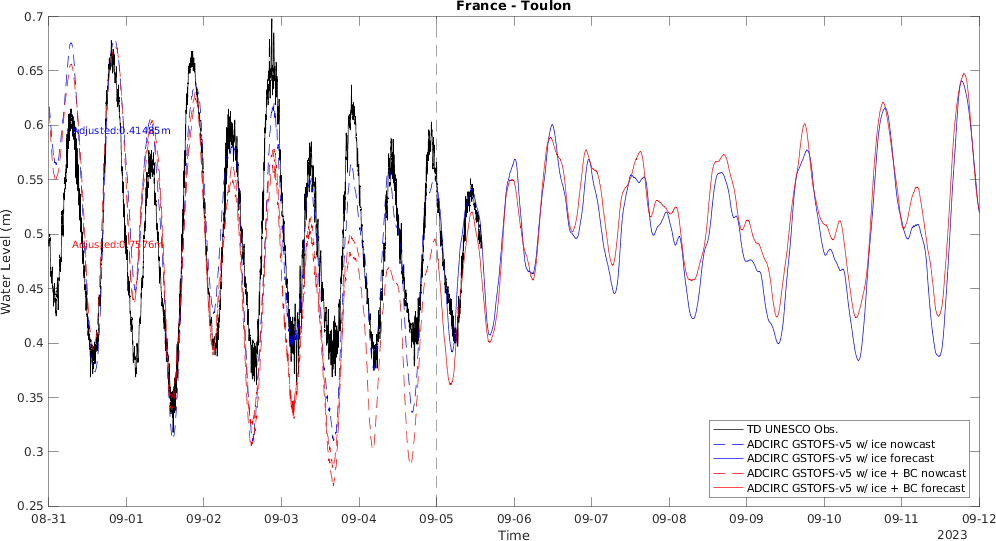 France - Toulon
Water Level (m)
0.7
0.65
0.6
0.55
0.5
0.45
0.4
0.35
0.3
0.25
Adjusted:0.41485m
TD UNESCO Obs.
ADCIRC GSTOFS-v5 w/ ice nowcast
ADCIRC GSTOFS-v5 w/ ice forecast
ADCIRC GSTOFS-v5 w/ ice + BC nowcast
ADCIRC GSTOFS-v5 w/ ice + BC forecast
08-31 09-01 09-02 09-03 09-04 09-05 09-06 09-07 09-08 09-09 09-10 09-11 09-12
Time
2023